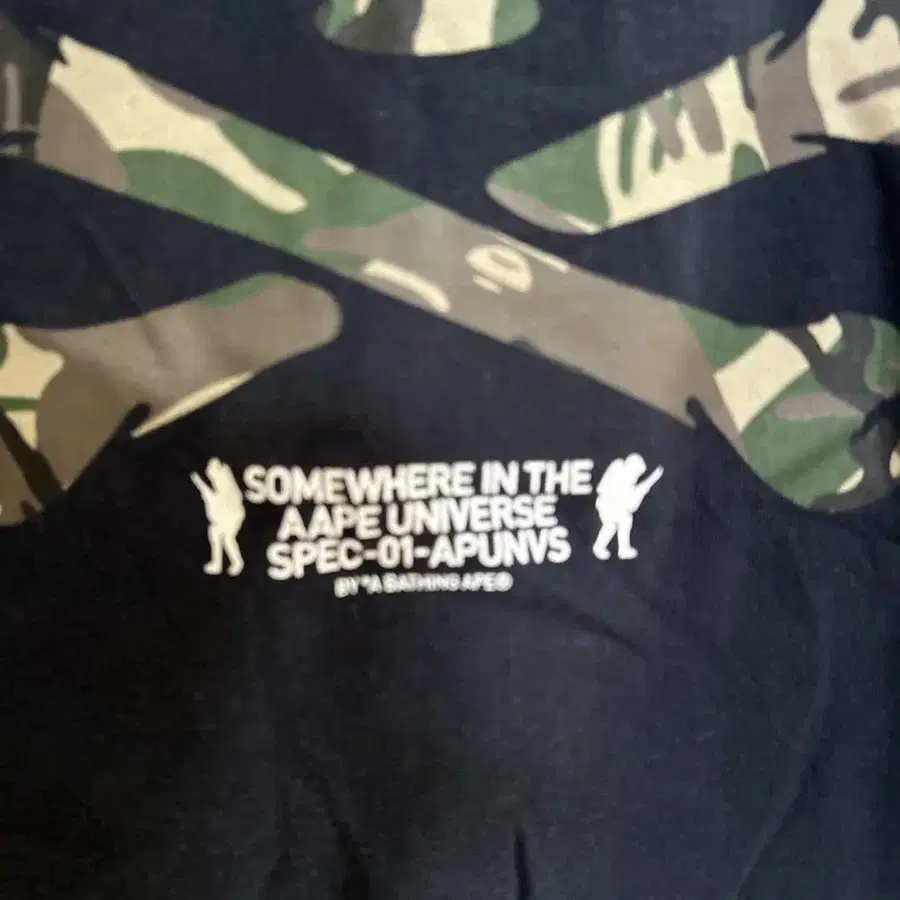 SOMEWHERE IN THE
AAPE UNIVERSE
SPEC-01-APUNVS
BY *A BATHING APE®